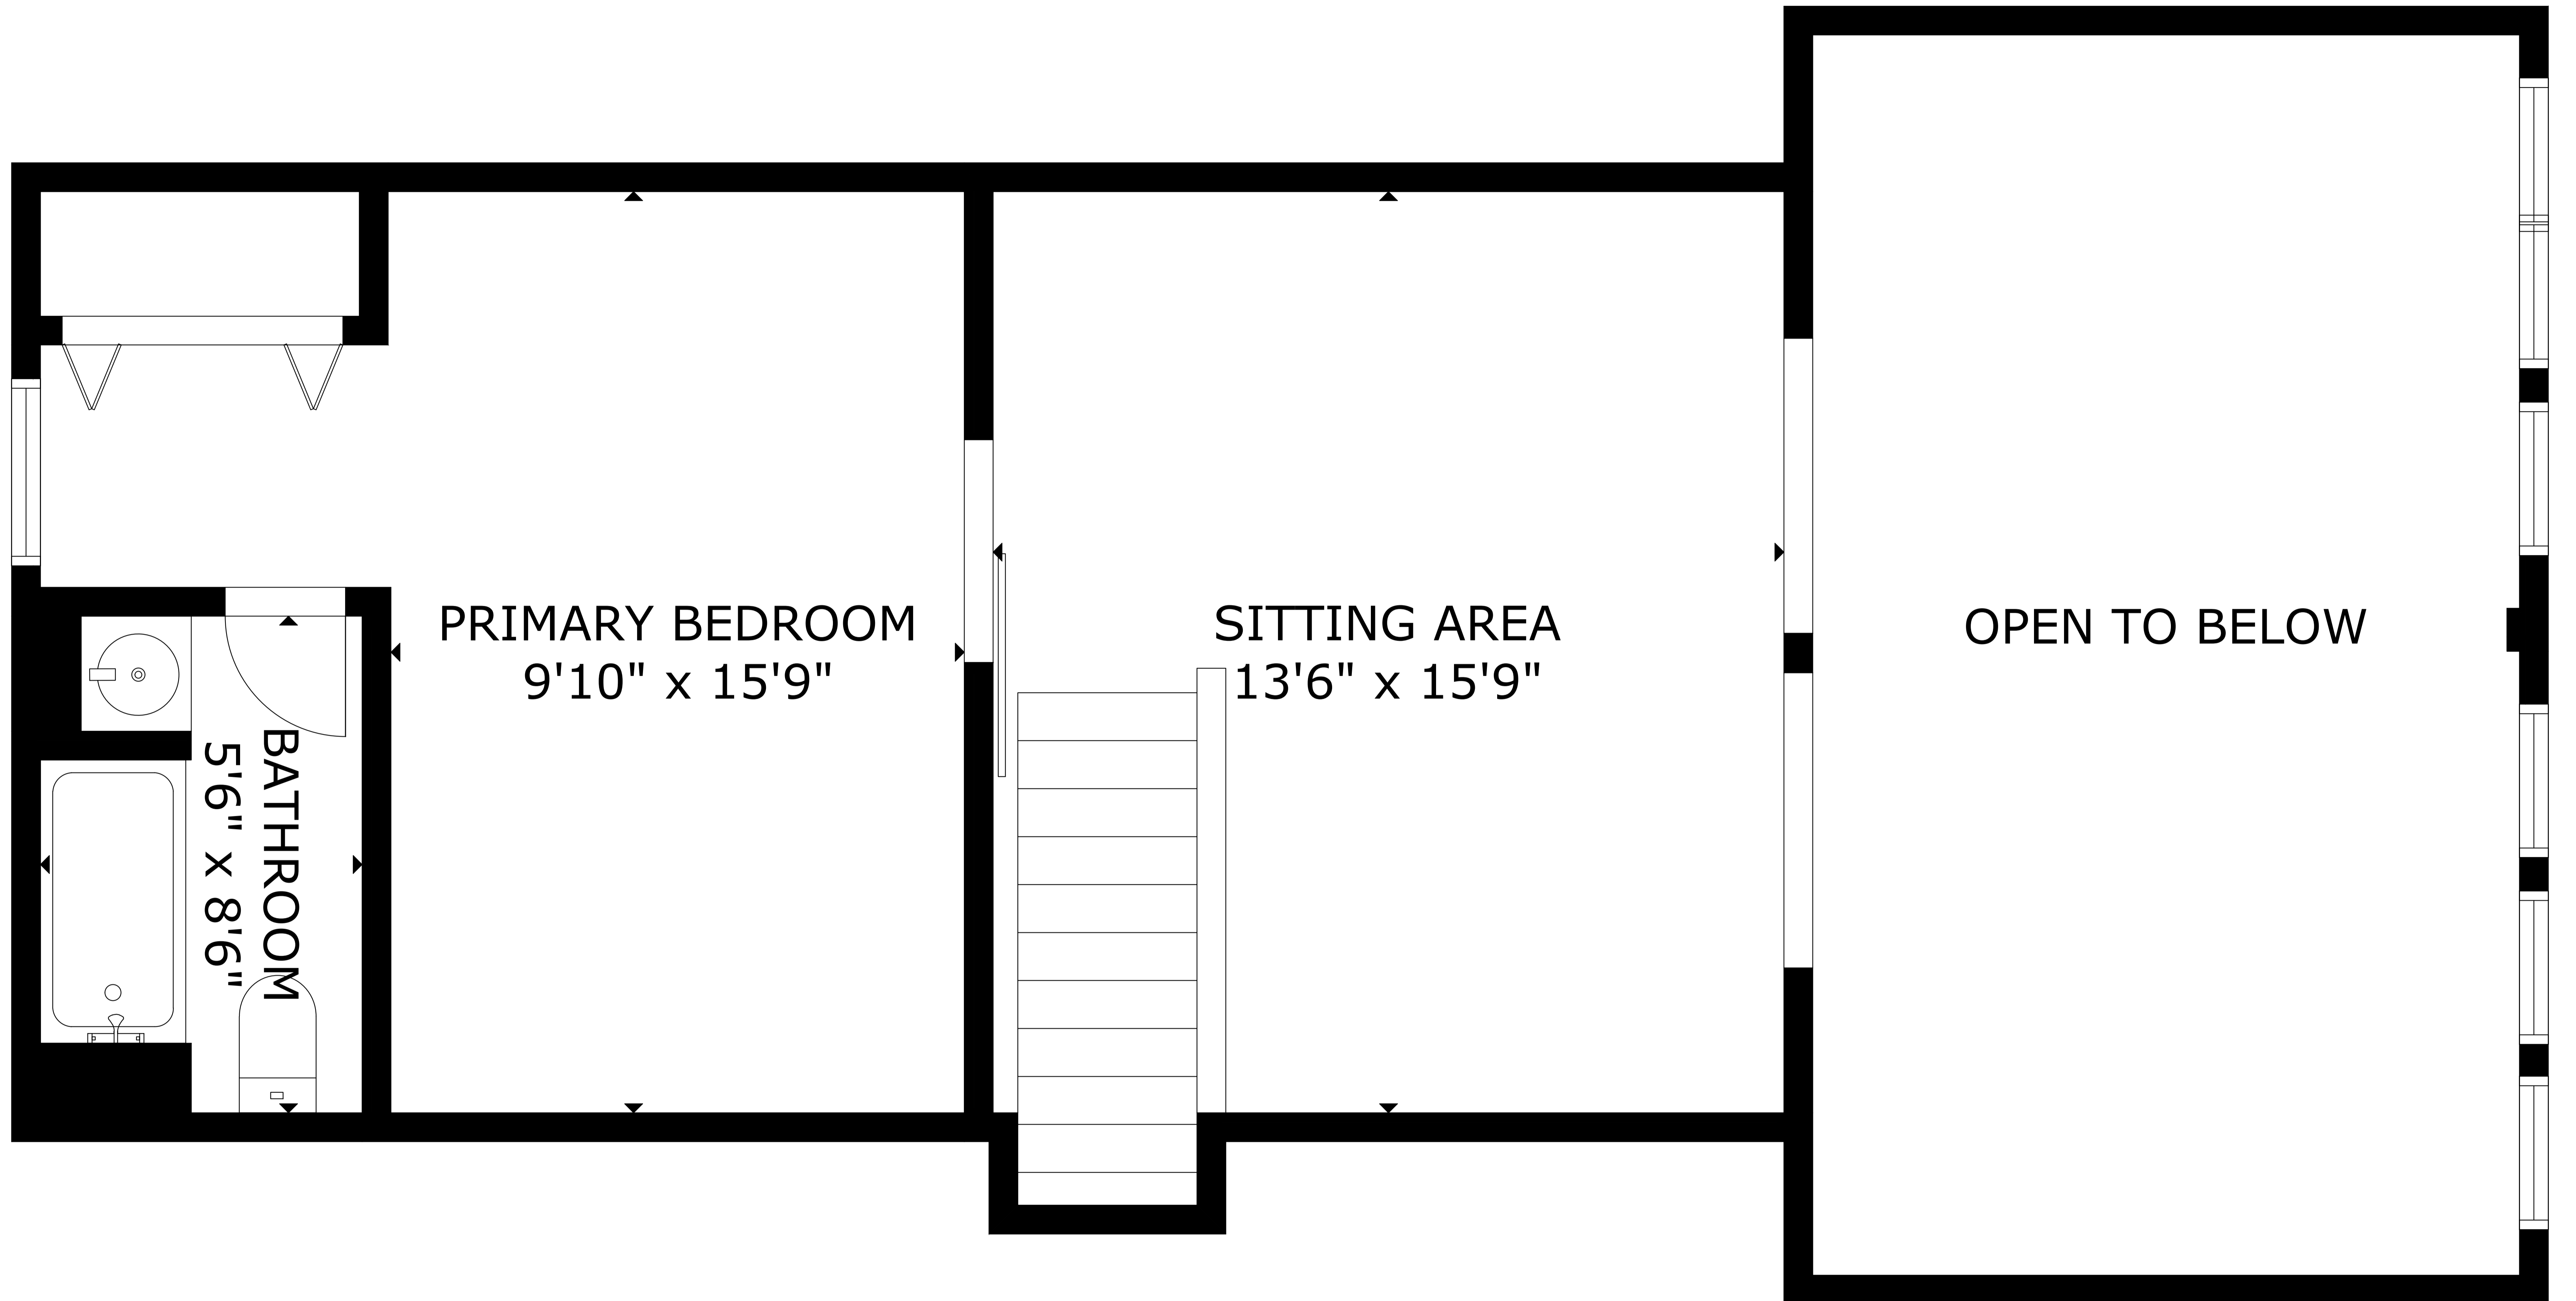 PRIMARY BEDROOM
9'10" x 15'9"
SITTING AREA
13'6" x 15'9"
OPEN TO BELOW
BATHROOM
5'6" x 8'6"